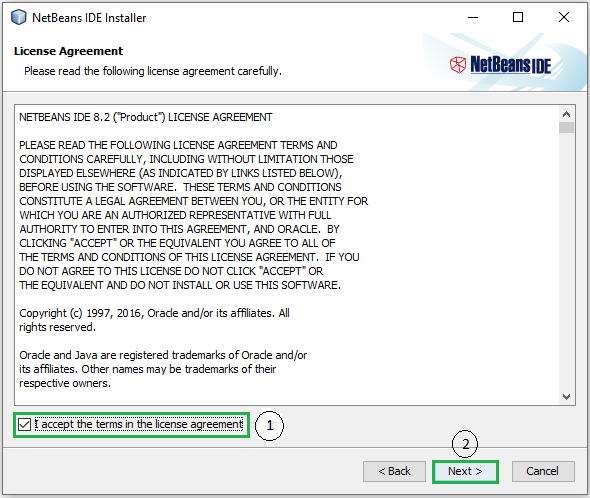 NetBeans IDE Installer
License Agreement
Please read the following license agreement carefully.
NetBeans IDE
NETBEANS IDE 8.2 ("Product") LICENSE AGREEMENT
PLEASE READ THE FOLLOWING LICENSE AGREEMENT TERMS AND
CONDITIONS CAREFULLY, INCLUDING WITHOUT LIMITATION THOSE
DISPLAYED ELSEWHERE (AS INDICATED BY LINKS LISTED BELOW),
BEFORE USING THE SOFTWARE.  THESE TERMS AND CONDITIONS
CONSTITUTE A LEGAL AGREEMENT BETWEEN YOU, OR THE ENTITY FOR
WHICH YOU ARE AN AUTHORIZED REPRESENTATIVE WITH FULL
AUTHORITY TO ENTER INTO THIS AGREEMENT, AND ORACLE.  BY
CLICKING "ACCEPT" OR THE EQUIVALENT YOU AGREE TO ALL OF
THE TERMS AND CONDITIONS OF THIS LICENSE AGREEMENT.  IF YOU
DO NOT AGREE TO THIS LICENSE DO NOT CLICK "ACCEPT" OR
THE EQUIVALENT AND DO NOT INSTALL OR USE THIS SOFTWARE.
Copyright (c) 1997, 2016, Oracle and/or its affiliates. All
rights reserved.
Oracle and Java are registered trademarks of Oracle and/or
its affiliates. Other names may be trademarks of their
respective owners.
I accept the terms in the license agreement
1
2
< Back
Next >
Cancel